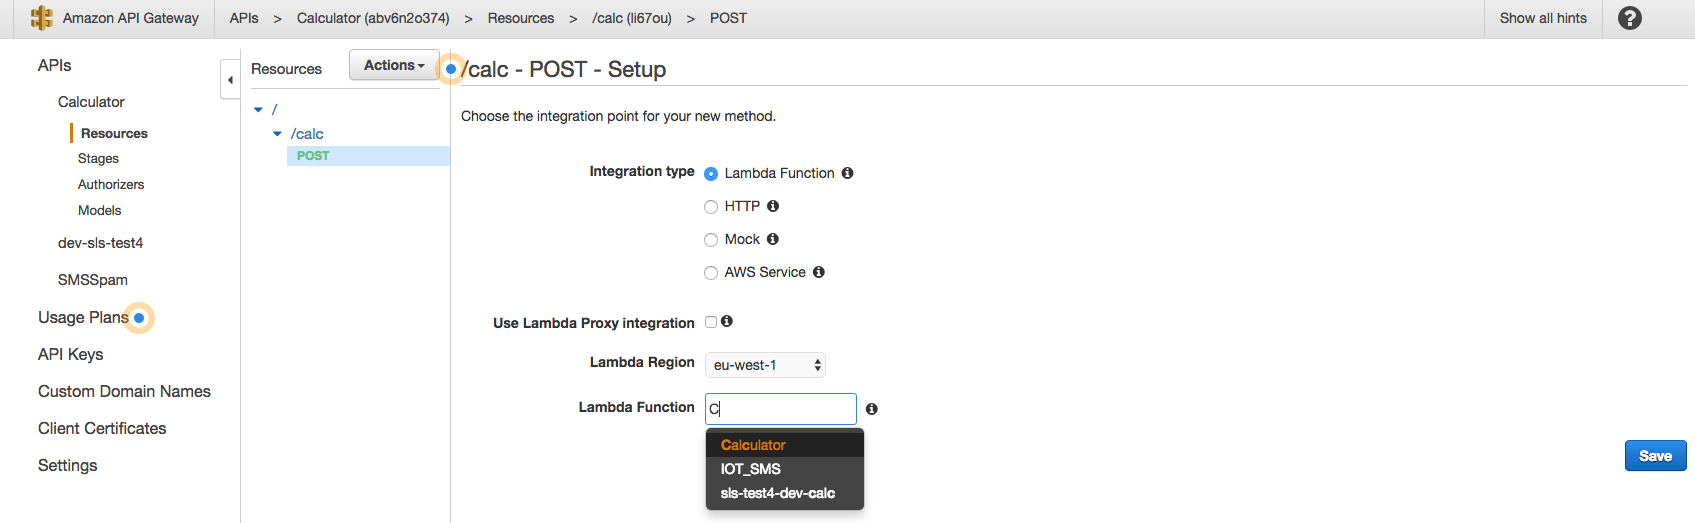 Amazon API Gateway APIs > Calculator (abv6n2o374) > Resources > /calc (li67ou) > POST Show all hints ?
APIs
Calculator
Resources
Stages
Authorizers
Models
dev-sls-test4
SMSSpam
Usage Plans
API Keys
Custom Domain Names
Client Certificates
Settings
Resources Actions
/
/calc
POST
/calc - POST - Setup
Choose the integration point for your new method.
Integration type Lambda Function
HTTP
Mock
AWS Service
Use Lambda Proxy integration
Lambda Region eu-west-1
Lambda Function C
Calculator
IOT_SMS
sls-test4-dev-calc
Save